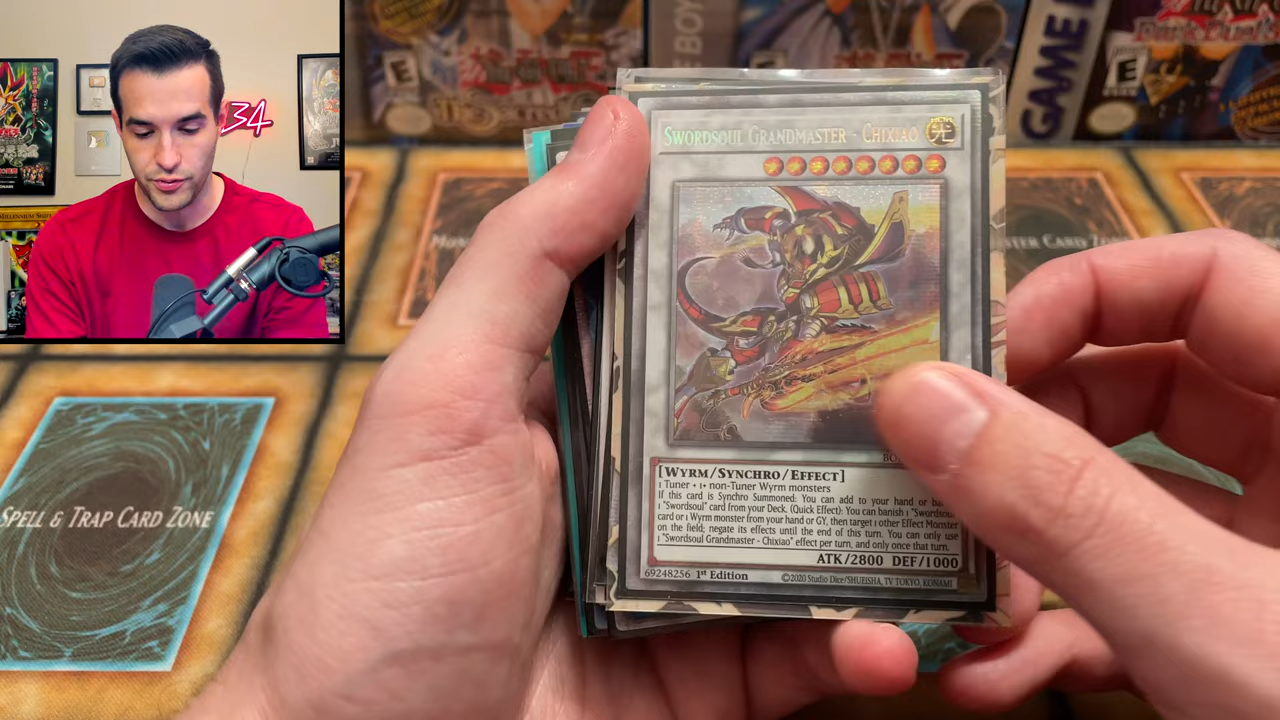 34
MILLENNIUM
E
GAME BOY
E
GAME
SWORDSOUL GRANDMASTER - CHIXIAO
光
[WYRM/SYNCHRO/EFFECT]
1 Tuner + 1+ non-Tuner Wyrm monsters
If this card is Synchro Summoned: You can add to your hand or
1 "Swordsoul" card from your Deck. (Quick Effect): You can banish 1
card or 1 Wyrm monster from your hand or GY, then target 1 other Effect Monster
on the field; negate its effects until the end of this turn. You can only use
1 "Swordsoul Grandmaster - Chixiao" effect per turn, and only once that turn.
ATK/2800 DEF/1000
69248256 1st Edition ©2020 Studio Dice/SHUEISHA, TV TOKYO, KONAMI
SPELL & TRAP CARD ZONE